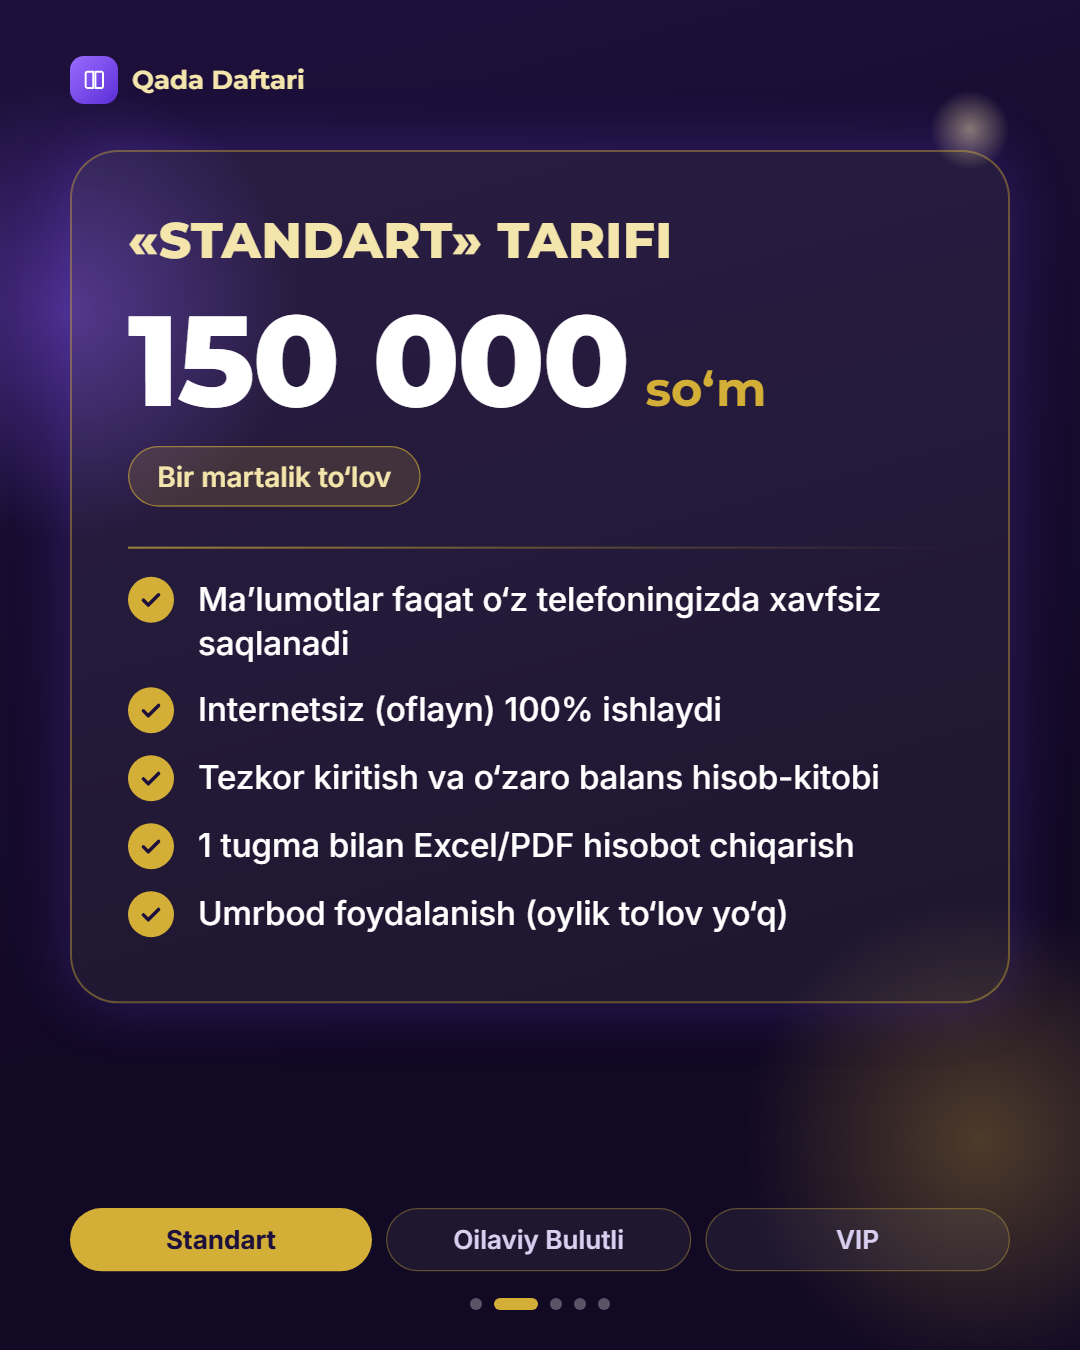 Qada Daftari
«STANDART» TARIFI
150 000 so‘m
Bir martalik to‘lov
Ma’lumotlar faqat o‘z telefoningizda xavfsiz
saqlanadi
Internetsiz (oflayn) 100% ishlaydi
Tezkor kiritish va o‘zaro balans hisob-kitobi
1 tugma bilan Excel/PDF hisobot chiqarish
Umrbod foydalanish (oylik to‘lov yo‘q)
Standart
Oilaviy Bulutli
VIP